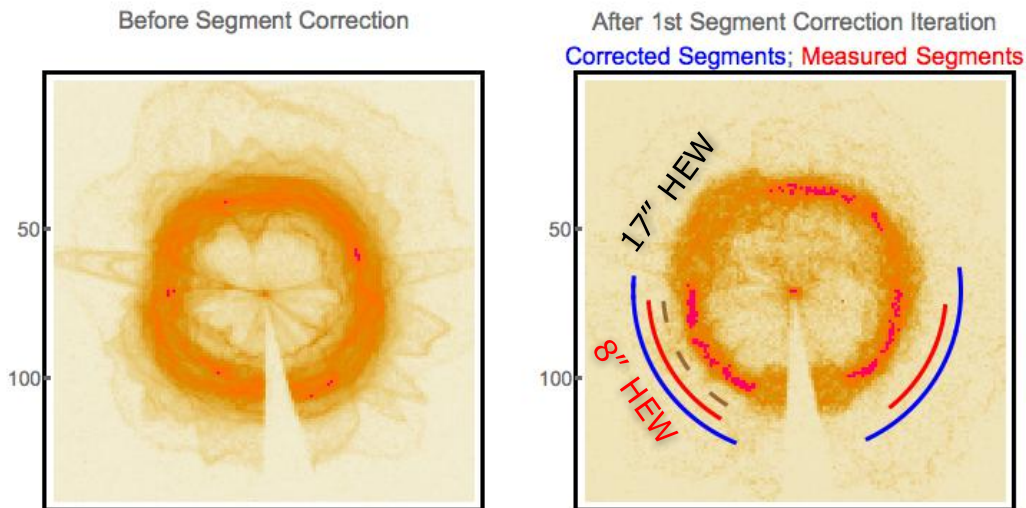 Before Segment Correction
After 1st Segment Correction Iteration
Corrected Segments; Measured Segments
50
100
50
100
17" HEW
8" HEW